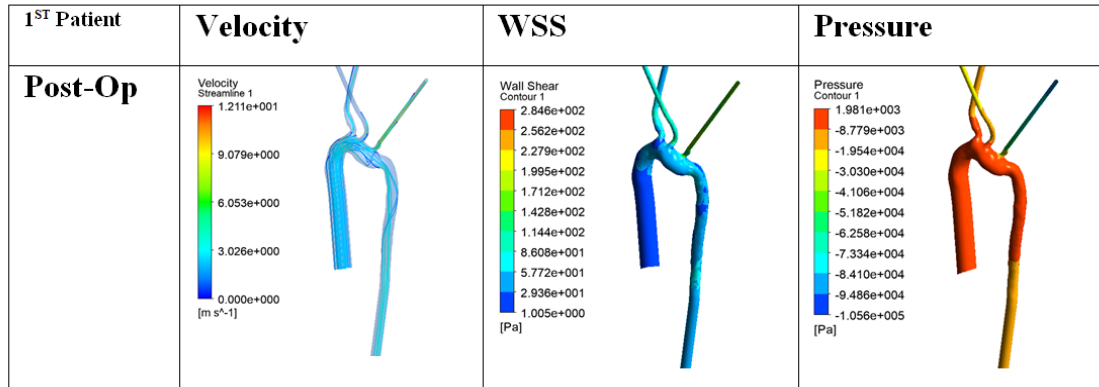 1ST Patient
Velocity
WSS
Pressure
Post-Op
Velocity
Streamline 1
1.211e+001
9.079e+000
6.053e+000
3.026e+000
0.000e+000
[m s^-1]
Wall Shear
Contour 1
2.846e+002
2.562e+002
2.279e+002
1.995e+002
1.712e+002
1.428e+002
1.144e+002
8.608e+001
5.772e+001
2.936e+001
1.005e+000
[Pa]
Pressure
Contour 1
1.981e+003
-8.779e+003
-1.954e+004
-3.030e+004
-4.106e+004
-5.182e+004
-6.258e+004
-7.334e+004
-8.410e+004
-9.486e+004
-1.056e+005
[Pa]